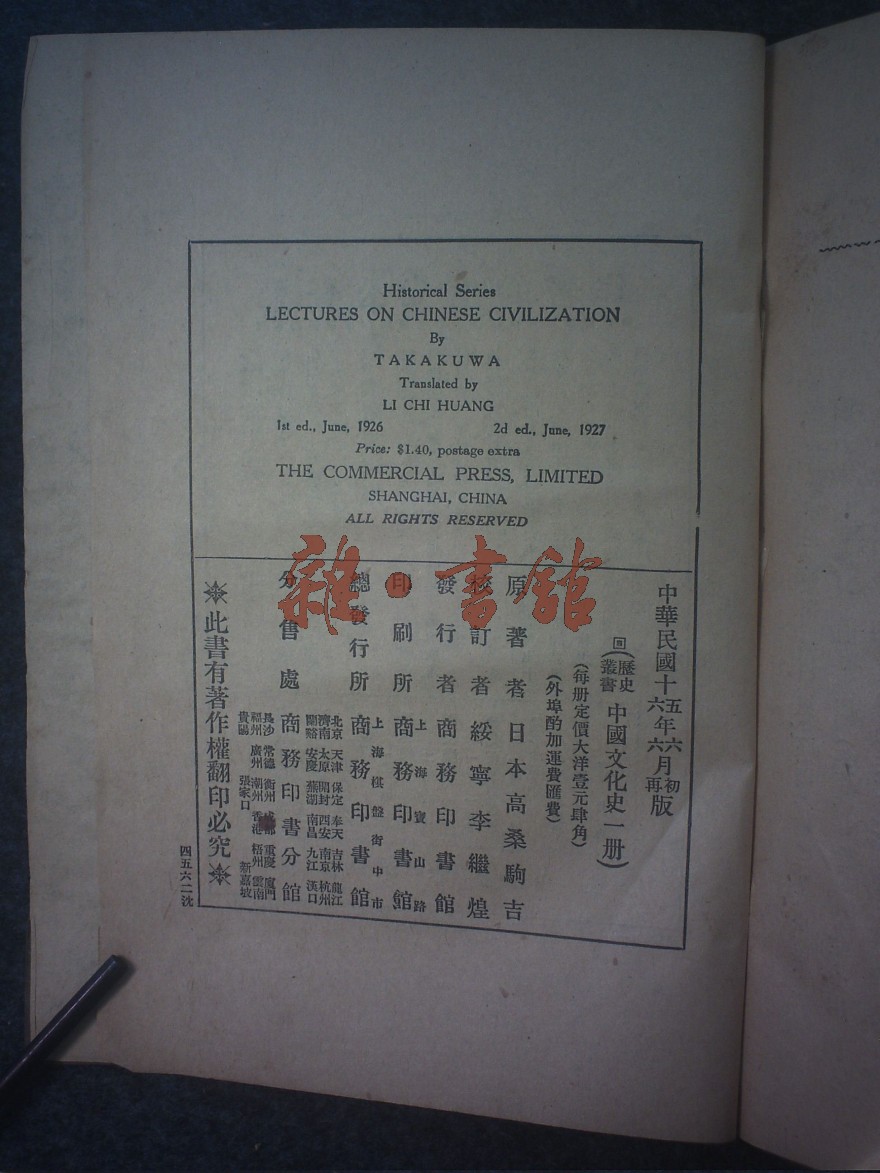 Historical Series
LECTURES ON CHINESE CIVILIZATION
By
TAKAKUWA
Translated by
LI CHI HUANG
1st ed., June, 1926 2d ed., June, 1927
Price: $1.40, postage extra
THE COMMERCIAL PRESS, LIMITED
SHANGHAI, CHINA
ALL RIGHTS RESERVED
雜·書館
中華民國十五年六月初版
六 六 再
歷史叢書
中國文化史一册)
(每册定價大洋壹元肆角)
(外埠酌加運費匯費)
原著者 日本高桑駒吉
校訂者 綏寧李繼煌
發行者 商務印書館
印刷所 上海寶山路 商務印書館
總發行所 上海棋盤街中市 商務印書館
分售處 商務印書分館
北京 天津 保定 奉天 吉林 龍江
濟南 太原 開封 西安 南京 杭州
蘭谿 安慶 蕪湖 南昌 九江 漢口
長沙 常德 衡州 成都 重慶 廈門
福州 廣州 潮州 香港 梧州 雲南
貴陽 張家口 新嘉坡
此書有著作權翻印必究
四五六二沈